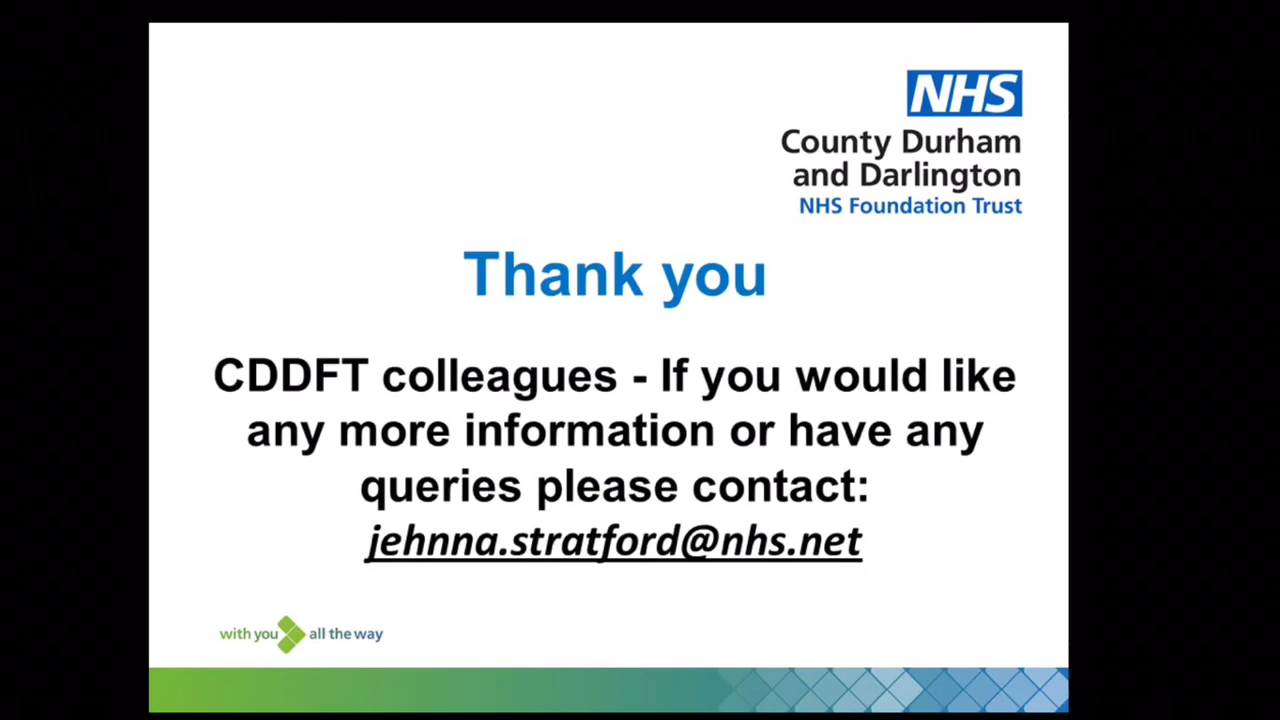 NHS
County Durham
and Darlington
NHS Foundation Trust
Thank you
CDDFT colleagues - If you would like
any more information or have any
queries please contact:
jehnna.stratford@nhs.net
with you all the way